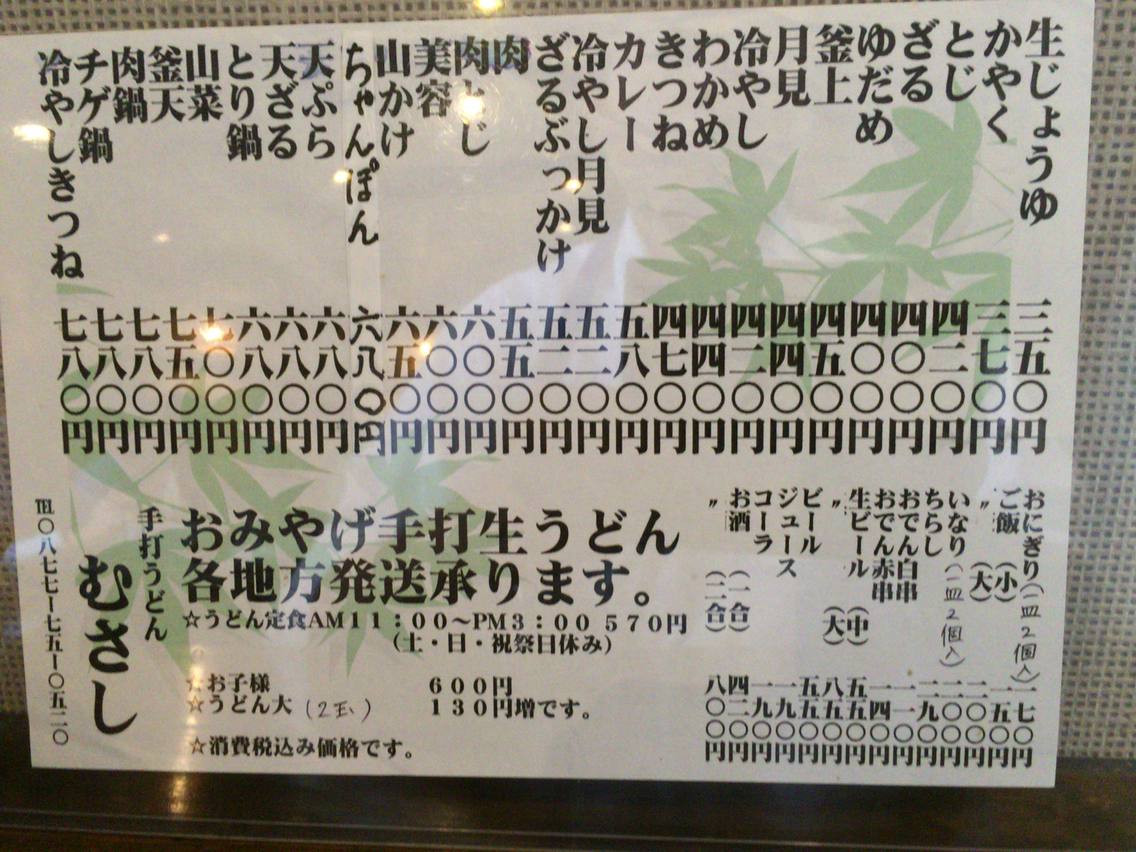 生じょうゆ 三五〇円
かやく 三七〇円
とじ 四二〇円
ざる 四〇〇円
ゆだめ 四〇〇円
釜上 四五〇円
月見 四四〇円
冷やし 四二〇円
わかめ 四四〇円
きつね 四七〇円
カレー 五八〇円
冷やし月見 五二〇円
ざるぶっかけ 五二〇円
肉 五五〇円
肉とじ 六〇〇円
美容 六〇〇円
山かけ 六五〇円
ちゃんぽん 六八〇円
天ぷら 六八〇円
天ざる 六八〇円
とり鍋 六八〇円
山菜 七〇〇円
釜天 七五〇円
肉鍋 七八〇円
チゲ鍋 七八〇円
冷やしきつね 七八〇円
おにぎり(一皿2個入) 一七〇円
ご飯(小) 一五〇円
〃(大) 二〇〇円
いなり(一皿2個入) 二〇〇円
ちらし 二九〇円
おでん白串 一一〇円
おでん赤串 一四〇円
生ビール(中) 五五〇円
〃(大) 八五〇円
ビール 五五〇円
ジュース 一九〇円
コーラ 一九〇円
お酒(一合) 四二〇円
〃(二合) 八〇〇円
おみやげ手打生うどん
各地方発送承ります。
☆うどん定食AM11:00〜PM3:00 570円
(土・日・祝祭日休み)
☆お子様 600円
☆うどん大(2玉) 130円増です。
☆消費税込み価格です。
手打うどん
むさし
℡〇八七七ー七五ー〇五二〇